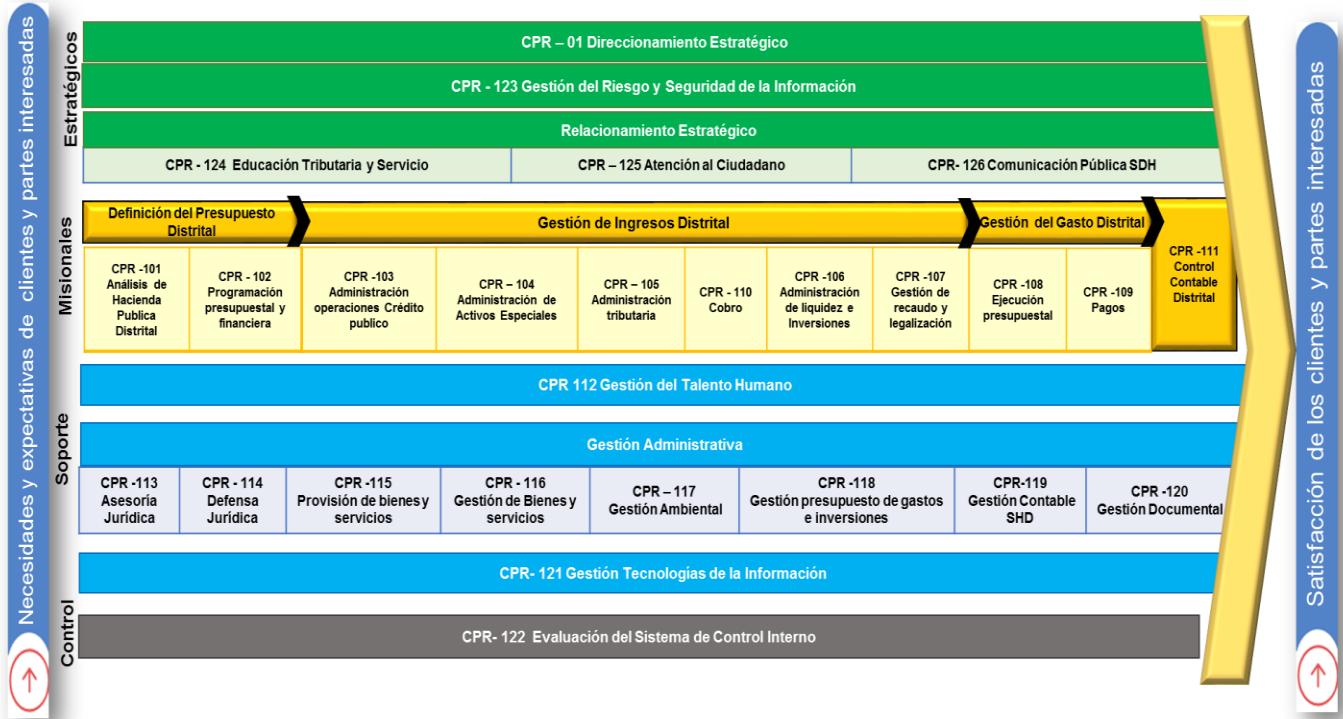 Necesidades y expectativas de clientes y partes interesadas
Estratégicos
CPR – 01 Direccionamiento Estratégico
CPR - 123 Gestión del Riesgo y Seguridad de la Información
Relacionamiento Estratégico
CPR - 124 Educación Tributaria y Servicio
CPR – 125 Atención al Ciudadano
CPR- 126 Comunicación Pública SDH
Misionales
Definición del Presupuesto
Distrital
Gestión de Ingresos Distrital
Gestión del Gasto Distrital
CPR -101
Análisis de
Hacienda
Publica
Distrital
CPR - 102
Programación
presupuestal y
financiera
CPR -103
Administración
operaciones Crédito
publico
CPR – 104
Administración de
Activos Especiales
CPR – 105
Administración
tributaria
CPR - 110
Cobro
CPR -106
Administración
de liquidez e
Inversiones
CPR -107
Gestión de
recaudo y
legalización
CPR -108
Ejecución
presupuestal
CPR -109
Pagos
CPR -111
Control
Contable
Distrital
Soporte
CPR 112 Gestión del Talento Humano
Gestión Administrativa
CPR -113
Asesoría
Jurídica
CPR - 114
Defensa
Jurídica
CPR -115
Provisión de bienes y
servicios
CPR - 116
Gestión de Bienes y
servicios
CPR – 117
Gestión Ambiental
CPR -118
Gestión presupuesto de gastos
e inversiones
CPR-119
Gestión Contable
SHD
CPR -120
Gestión Documental
CPR- 121 Gestión Tecnologías de la Información
Control
CPR- 122 Evaluación del Sistema de Control Interno
Satisfacción de los clientes y partes interesadas